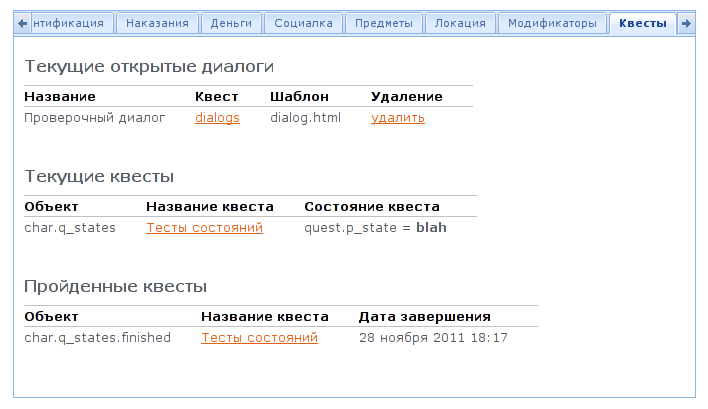 нтификация Наказания Деньги Социалка Предметы Локация Модификаторы Квесты
Текущие открытые диалоги
Название Квест Шаблон Удаление
Проверочный диалог dialogs dialog.html удалить
Текущие квесты
Объект Название квеста Состояние квеста
char.q_states Тесты состояний quest.p_state = blah
Пройденные квесты
Объект Название квеста Дата завершения
char.q_states.finished Тесты состояний 28 ноября 2011 18:17